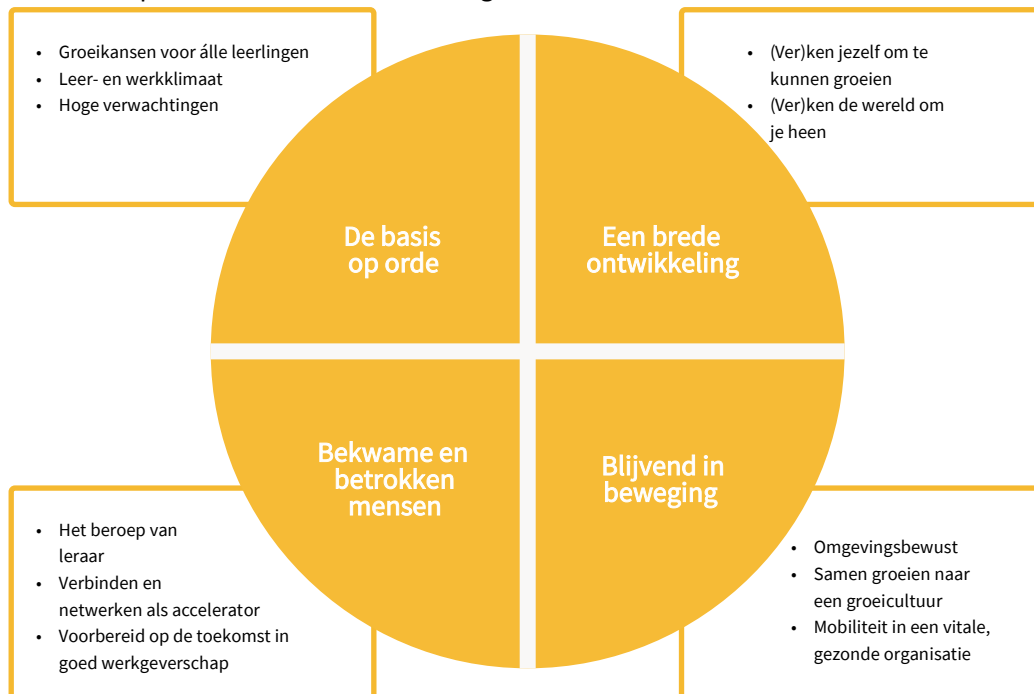 • Groeikansen voor álle leerlingen
• Leer- en werkklimaat
• Hoge verwachtingen
• (Ver)ken jezelf om te
kunnen groeien
• (Ver)ken de wereld om
je heen
De basis
op orde
Een brede
ontwikkeling
Bekwame en
betrokken
mensen
Blijvend in
beweging
• Het beroep van
leraar
• Verbinden en
netwerken als accelerator
• Voorbereid op de toekomst in
goed werkgeverschap
• Omgevingsbewust
• Samen groeien naar
een groeicultuur
• Mobiliteit in een vitale,
gezonde organisatie